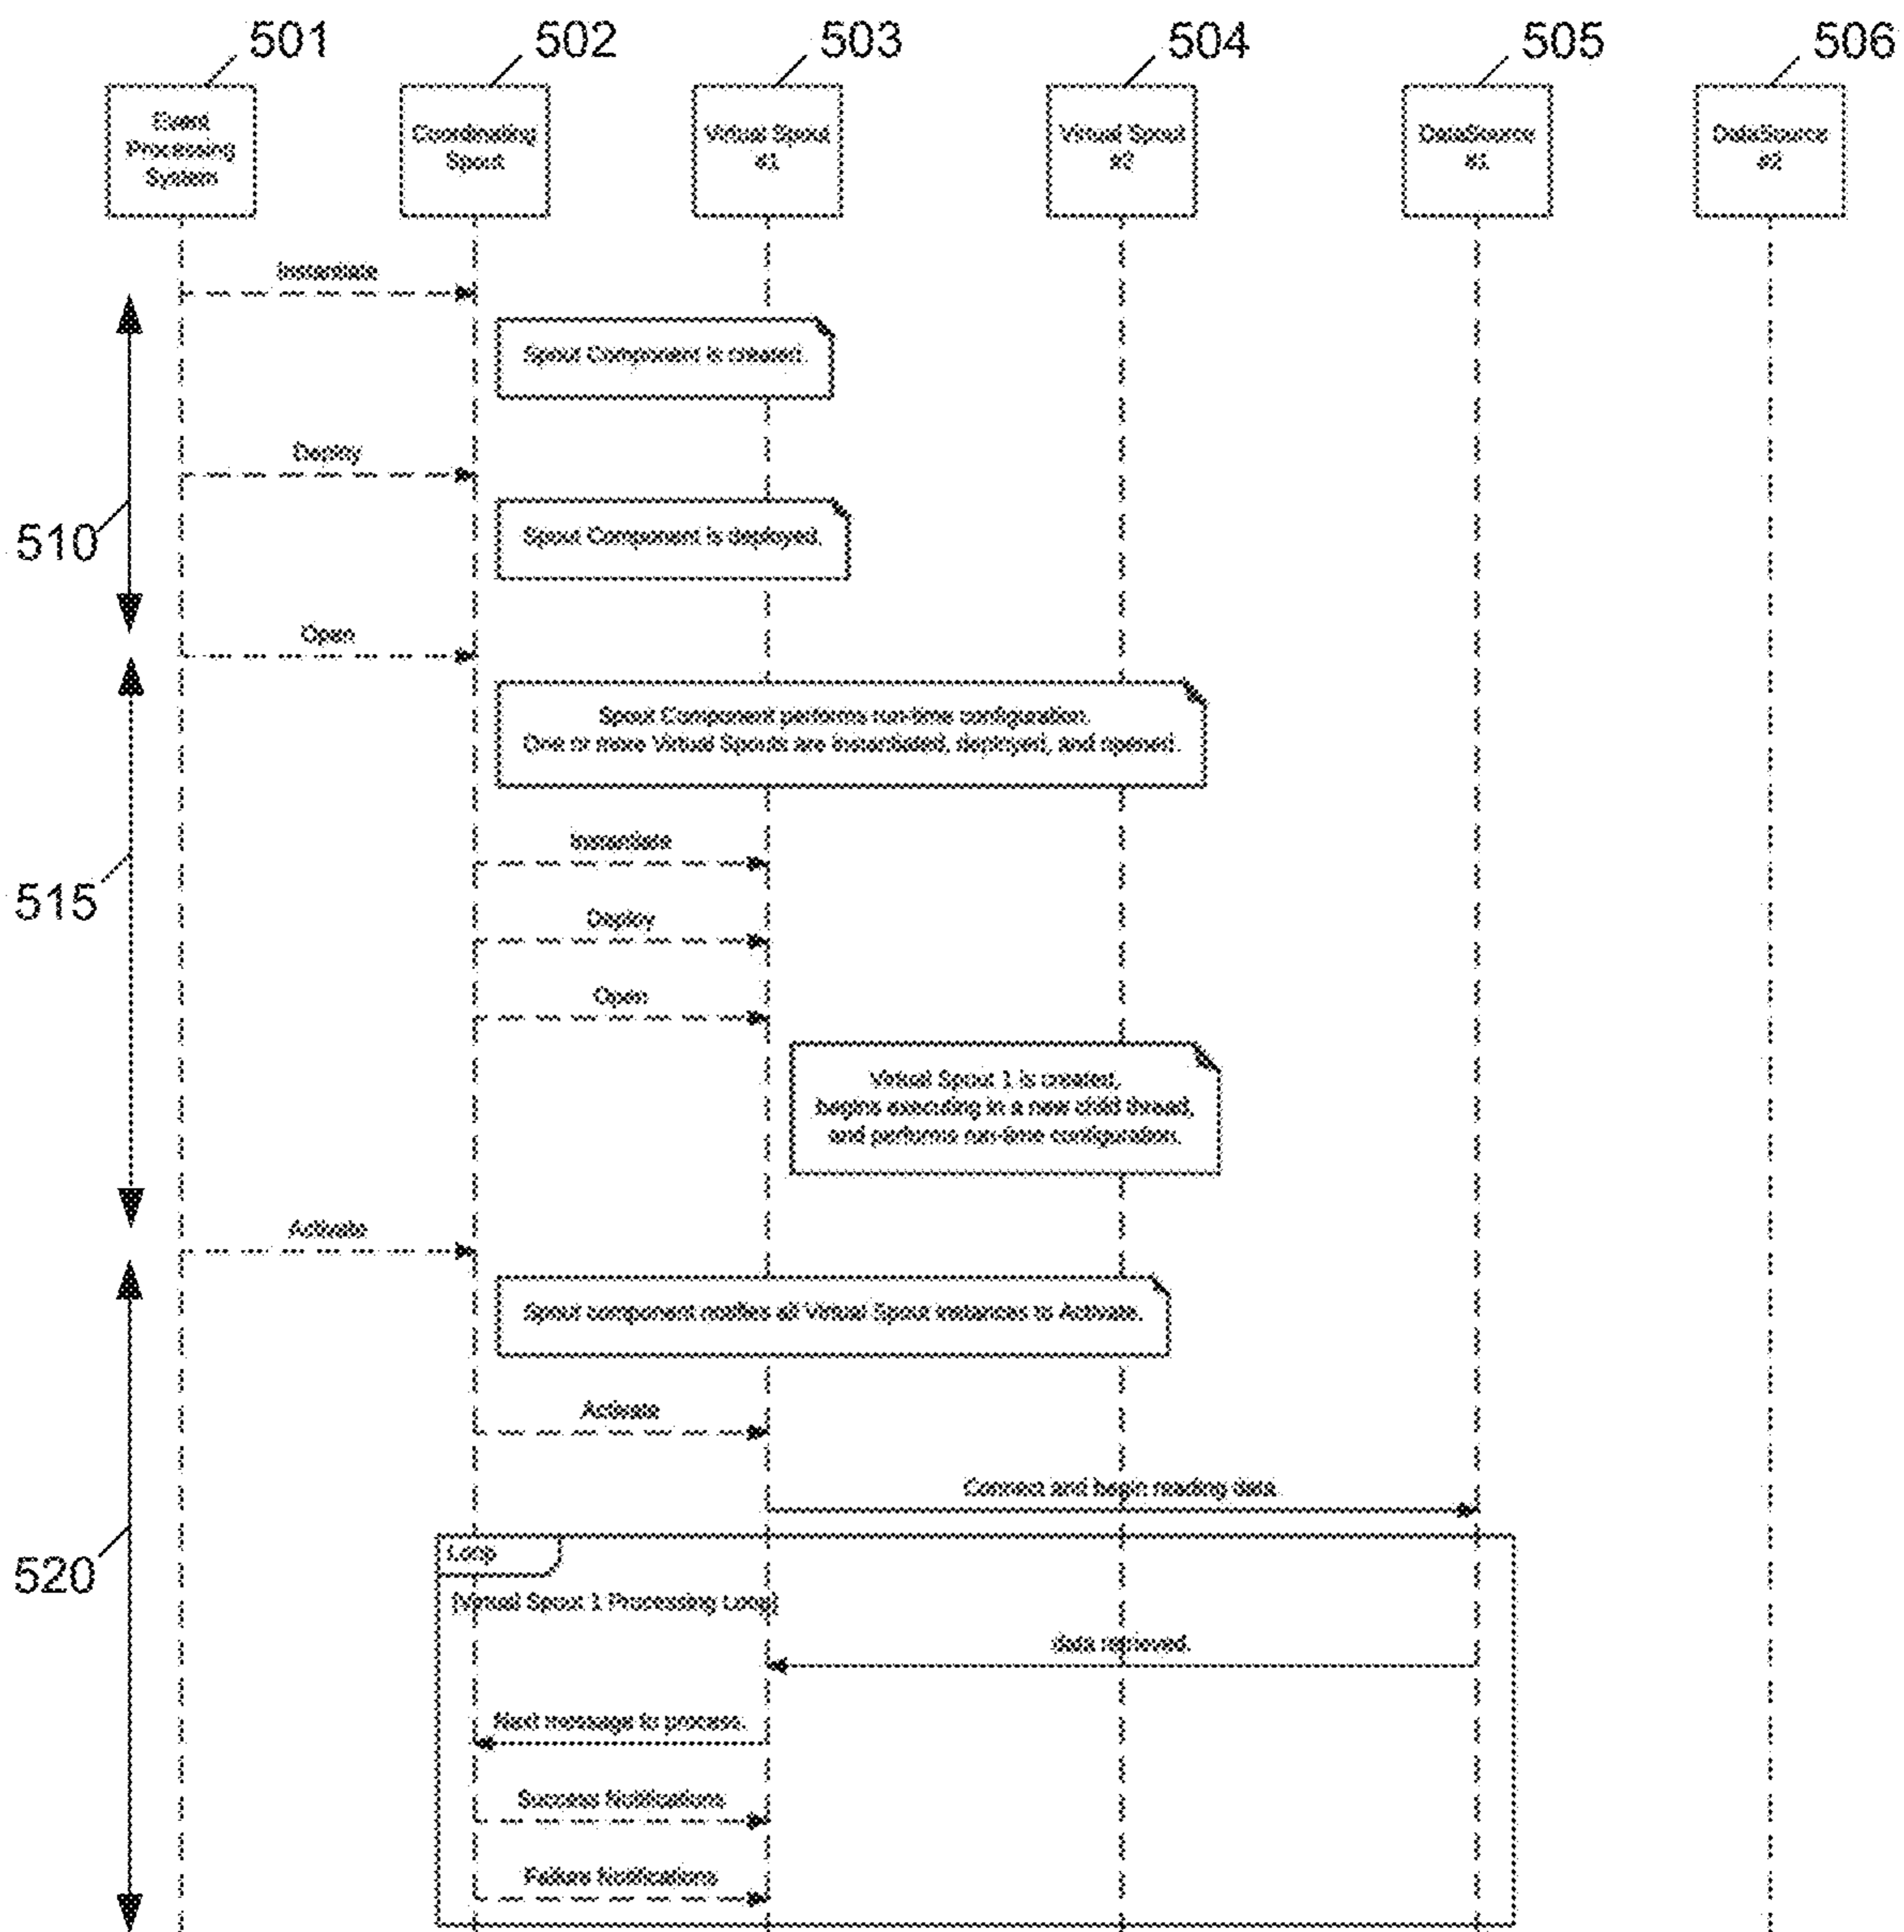 501
502
503
504
505
506
Event
Processing
System
Coordinating
Spout
Virtual Spout
#1
Virtual Spout
#2
DataSource
#1
DataSource
#2
Instantiate
Spout Component is created.
Deploy
Spout Component is deployed.
510
Open
Spout Component performs run-time configuration.
One or more Virtual Spouts are instantiated, deployed, and opened.
Instantiate
515
Deploy
Open
Virtual Spout 1 is created,
begins executing in a new child thread,
and performs run-time configuration.
Activate
Spout component notifies all Virtual Spout instances to Activate.
Activate
Connect and begin reading data
Loop
520
[Virtual Spout 1 Processing Loop]
data retrieved.
Next message to process.
Success Notifications
Failure Notifications